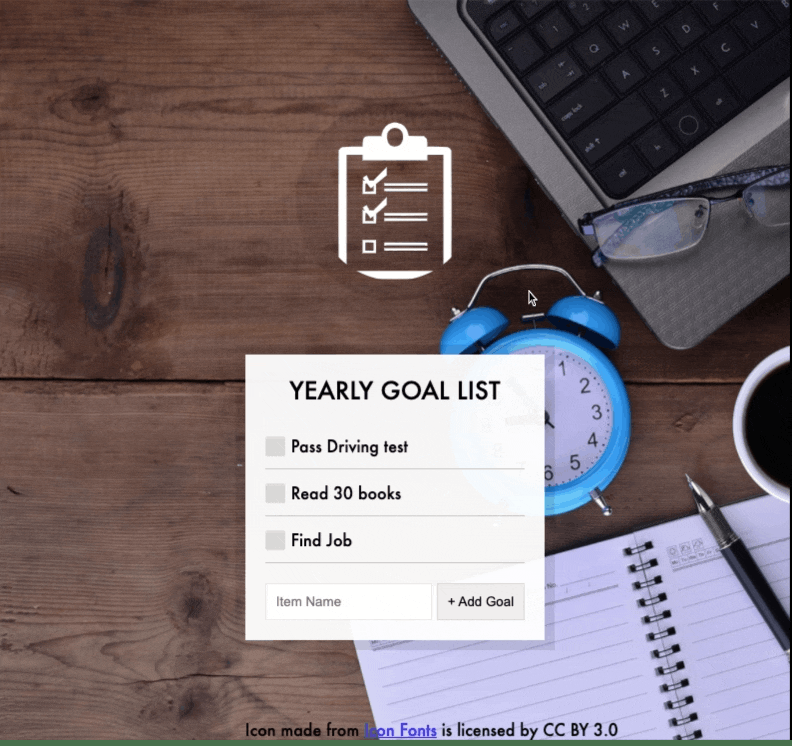 YEARLY GOAL LIST
Pass Driving test
Read 30 books
Find Job
Item Name
+ Add Goal
Icon made from Icon Fonts is licensed by CC BY 3.0